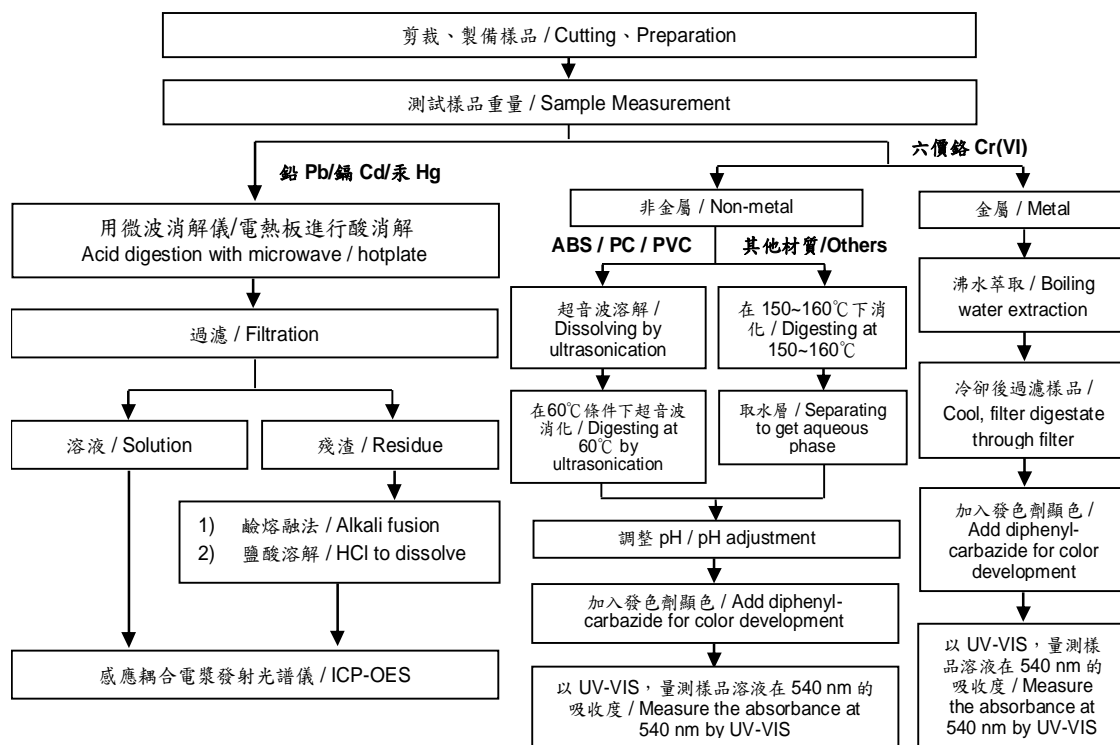 剪裁、製備樣品 / Cutting、Preparation
測試樣品重量 / Sample Measurement
六價鉻 Cr(VI)
鉛 Pb/鎘 Cd/汞 Hg
用微波消解儀/電熱板進行酸消解
Acid digestion with microwave / hotplate
過濾 / Filtration
溶液 / Solution
殘渣 / Residue
1) 鹼熔融法 / Alkali fusion
2) 鹽酸溶解 / HCl to dissolve
感應耦合電漿發射光譜儀 / ICP-OES
非金屬 / Non-metal
ABS / PC / PVC
其他材質/Others
超音波溶解 /
Dissolving by
ultrasonication
在 150~160℃下消
化 / Digesting at
150~160℃
在60℃條件下超音波
消化 / Digesting at
60℃ by
ultrasonication
取水層 / Separating
to get aqueous
phase
調整 pH / pH adjustment
加入發色劑顯色 / Add diphenyl-
carbazide for color development
以 UV-VIS，量測樣品溶液在 540 nm 的
吸收度 / Measure the absorbance at
540 nm by UV-VIS
金屬 / Metal
沸水萃取 / Boiling
water extraction
冷卻後過濾樣品 /
Cool, filter digestate
through filter
加入發色劑顯色 /
Add diphenyl-
carbazide for color
development
以 UV-VIS，量測樣
品溶液在 540 nm 的
吸收度 / Measure
the absorbance at
540 nm by UV-VIS